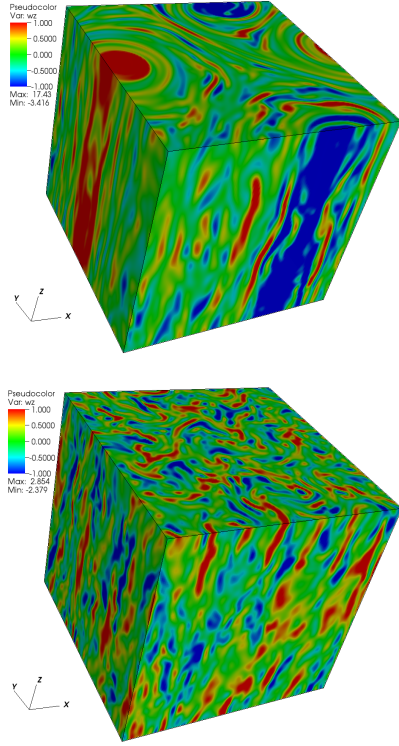 Pseudocolor
Var: wz
1.000
0.5000
0.000
-0.5000
-1.000
Max: 17.43
Min: -3.416
Y
Z
X
Pseudocolor
Var: wz
1.000
0.5000
0.000
-0.5000
-1.000
Max: 2.854
Min: -2.379
Y
Z
X